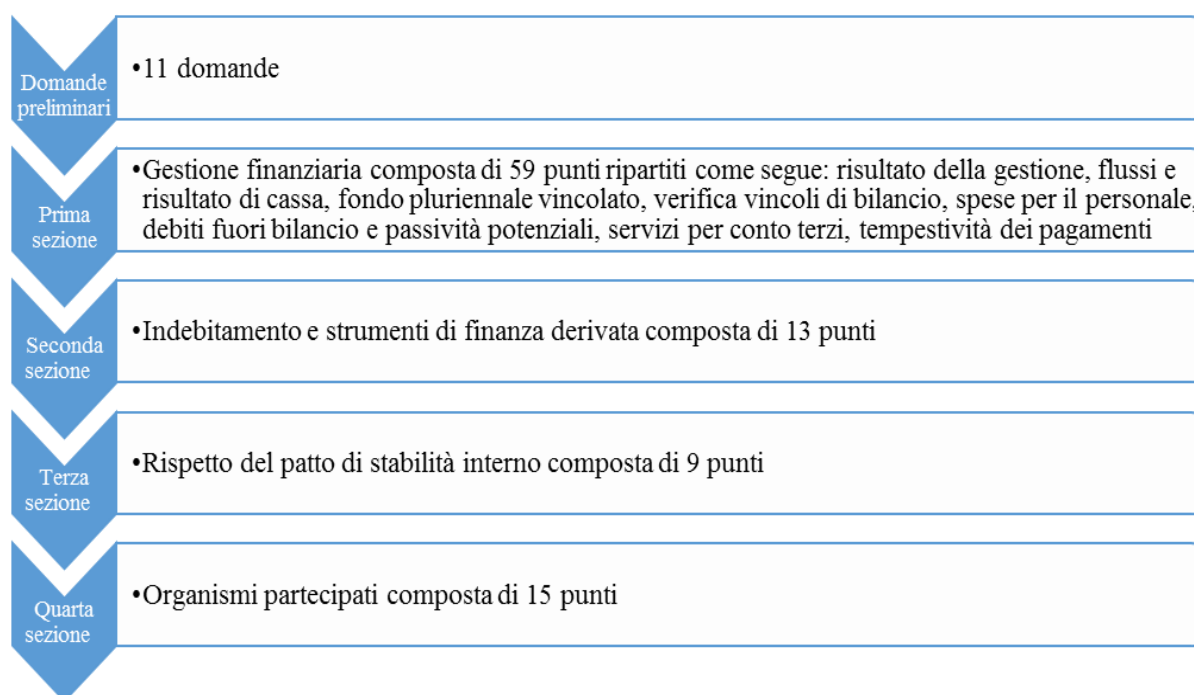 Domande
preliminari
•11 domande
Prima
sezione
•Gestione finanziaria composta di 59 punti ripartiti come segue: risultato della gestione, flussi e
risultato di cassa, fondo pluriennale vincolato, verifica vincoli di bilancio, spese per il personale,
debiti fuori bilancio e passività potenziali, servizi per conto terzi, tempestività dei pagamenti
Seconda
sezione
•Indebitamento e strumenti di finanza derivata composta di 13 punti
Terza
sezione
•Rispetto del patto di stabilità interno composta di 9 punti
Quarta
sezione
•Organismi partecipati composta di 15 punti